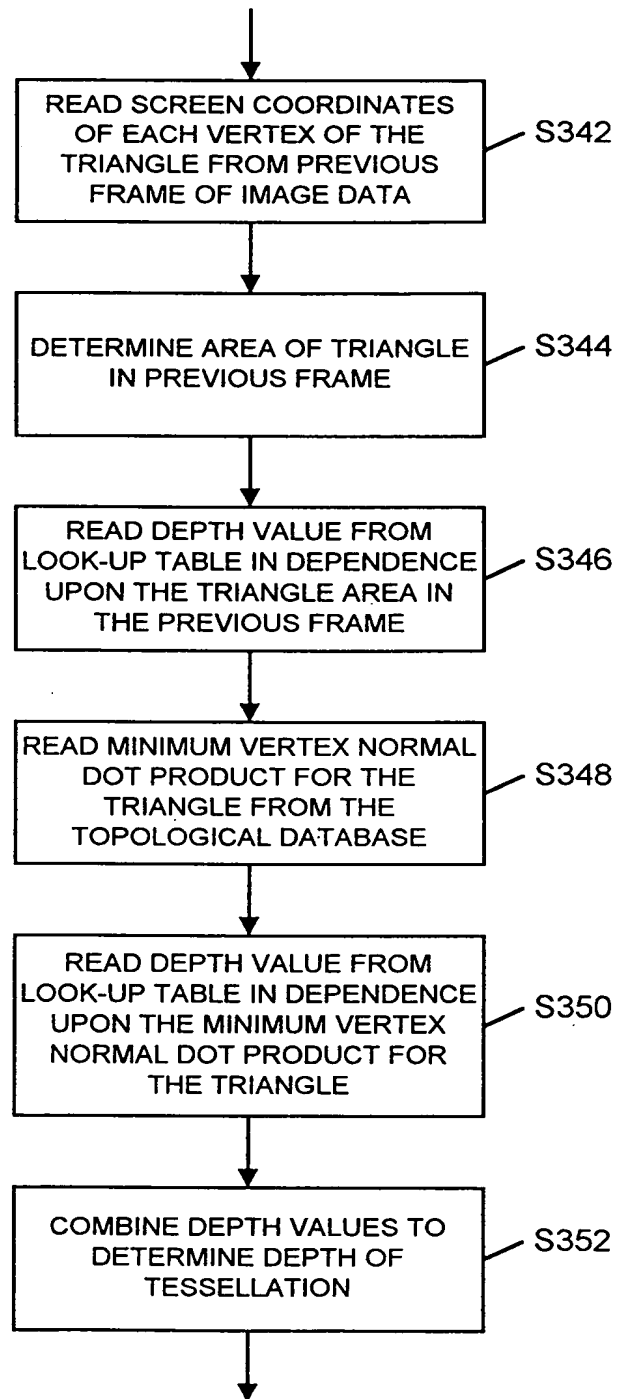 READ SCREEN COORDINATES
OF EACH VERTEX OF THE
TRIANGLE FROM PREVIOUS
FRAME OF IMAGE DATA
S342
DETERMINE AREA OF TRIANGLE
IN PREVIOUS FRAME
S344
READ DEPTH VALUE FROM
LOOK-UP TABLE IN DEPENDENCE
UPON THE TRIANGLE AREA IN
THE PREVIOUS FRAME
S346
READ MINIMUM VERTEX NORMAL
DOT PRODUCT FOR THE
TRIANGLE FROM THE
TOPOLOGICAL DATABASE
S348
READ DEPTH VALUE FROM
LOOK-UP TABLE IN DEPENDENCE
UPON THE MINIMUM VERTEX
NORMAL DOT PRODUCT FOR
THE TRIANGLE
S350
COMBINE DEPTH VALUES TO
DETERMINE DEPTH OF
TESSELLATION
S352